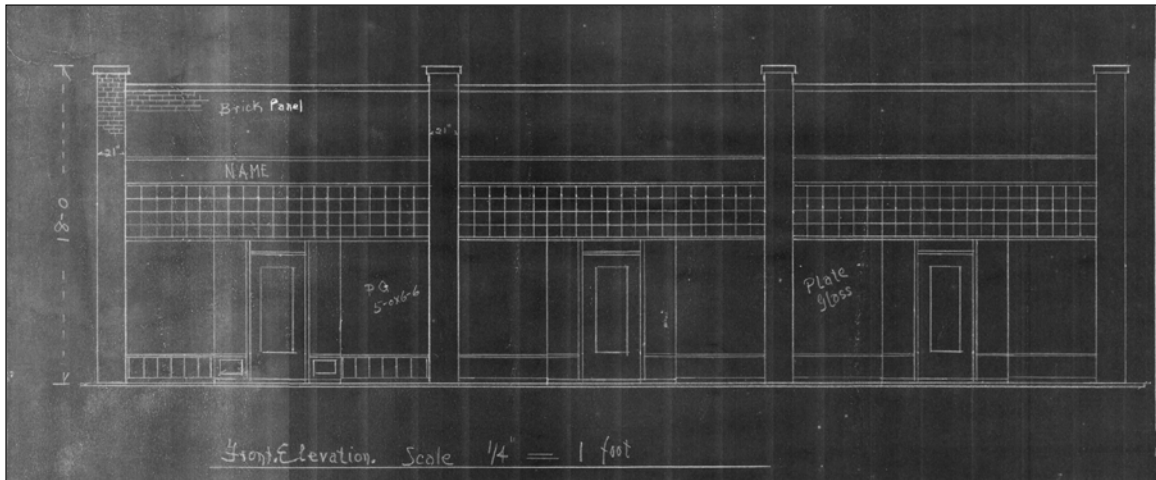 Brick Panel
21"
21"
NAME
18-0
PG
5-0x6-6
Plate
glass
Front.Elevation. Scale 1/4" = 1 foot